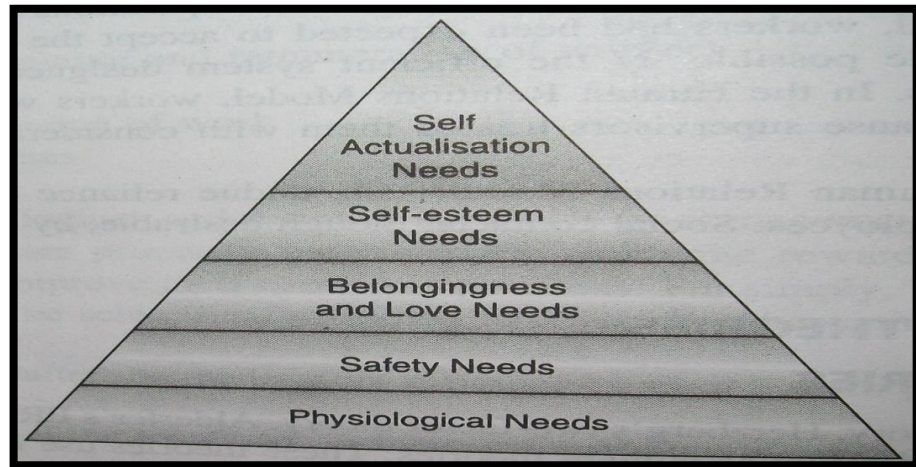 Self
Actualisation
Needs
Self-esteem
Needs
Belongingness
and Love Needs
Safety Needs
Physiological Needs